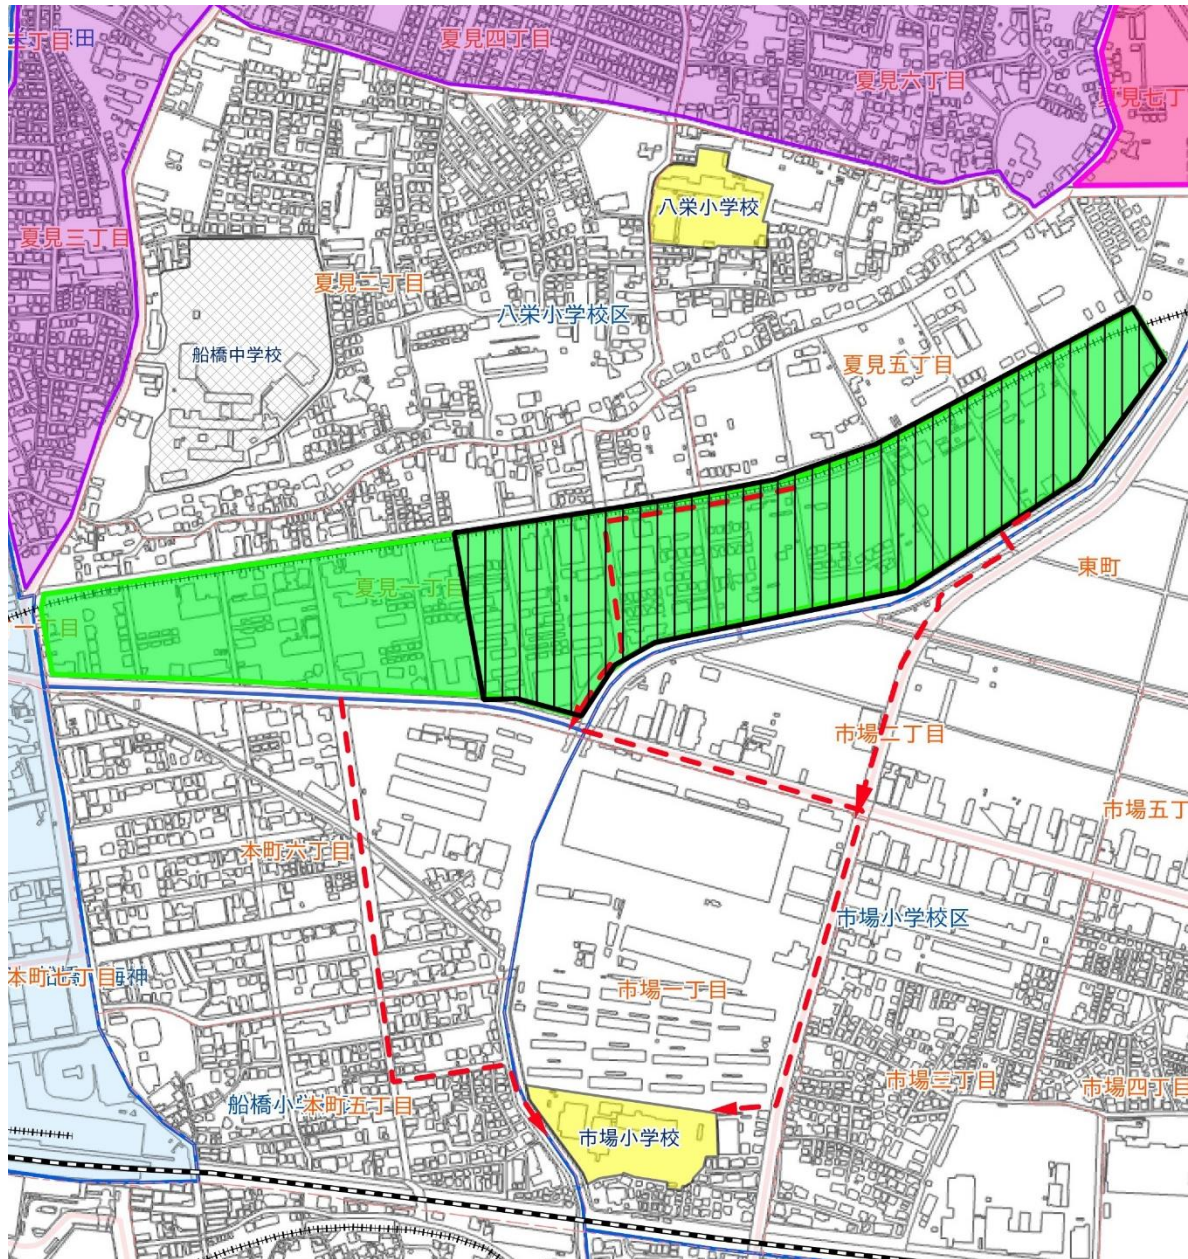 夏見四丁目
夏見六丁目
夏見三丁目
八栄小学校
夏見二丁目
八栄小学校区
船橋中学校
夏見五丁目
夏見一丁目
東町
市場二丁目
市場五丁
本町六丁目
市場小学校区
本町七丁目
海神
市場一丁目
市場三丁目
市場四丁目
船橋小
本町五丁目
市場小学校